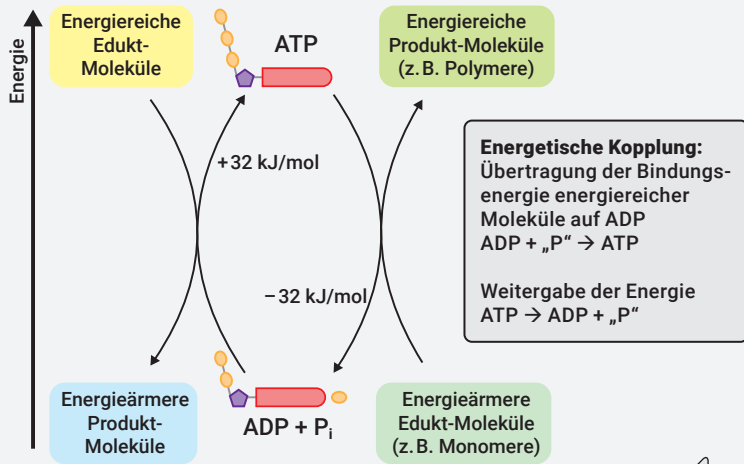 Energie
Energiereiche
Edukt-
Moleküle
ATP
Energiereiche
Produkt-Moleküle
(z. B. Polymere)
+32 kJ/mol
−32 kJ/mol
Energetische Kopplung:
Übertragung der Bindungs-
energie energiereicher
Moleküle auf ADP
ADP + „P“ → ATP
Weitergabe der Energie
ATP → ADP + „P“
Energieärmere
Produkt-
Moleküle
ADP + Pi
Energieärmere
Edukt-Moleküle
(z. B. Monomere)